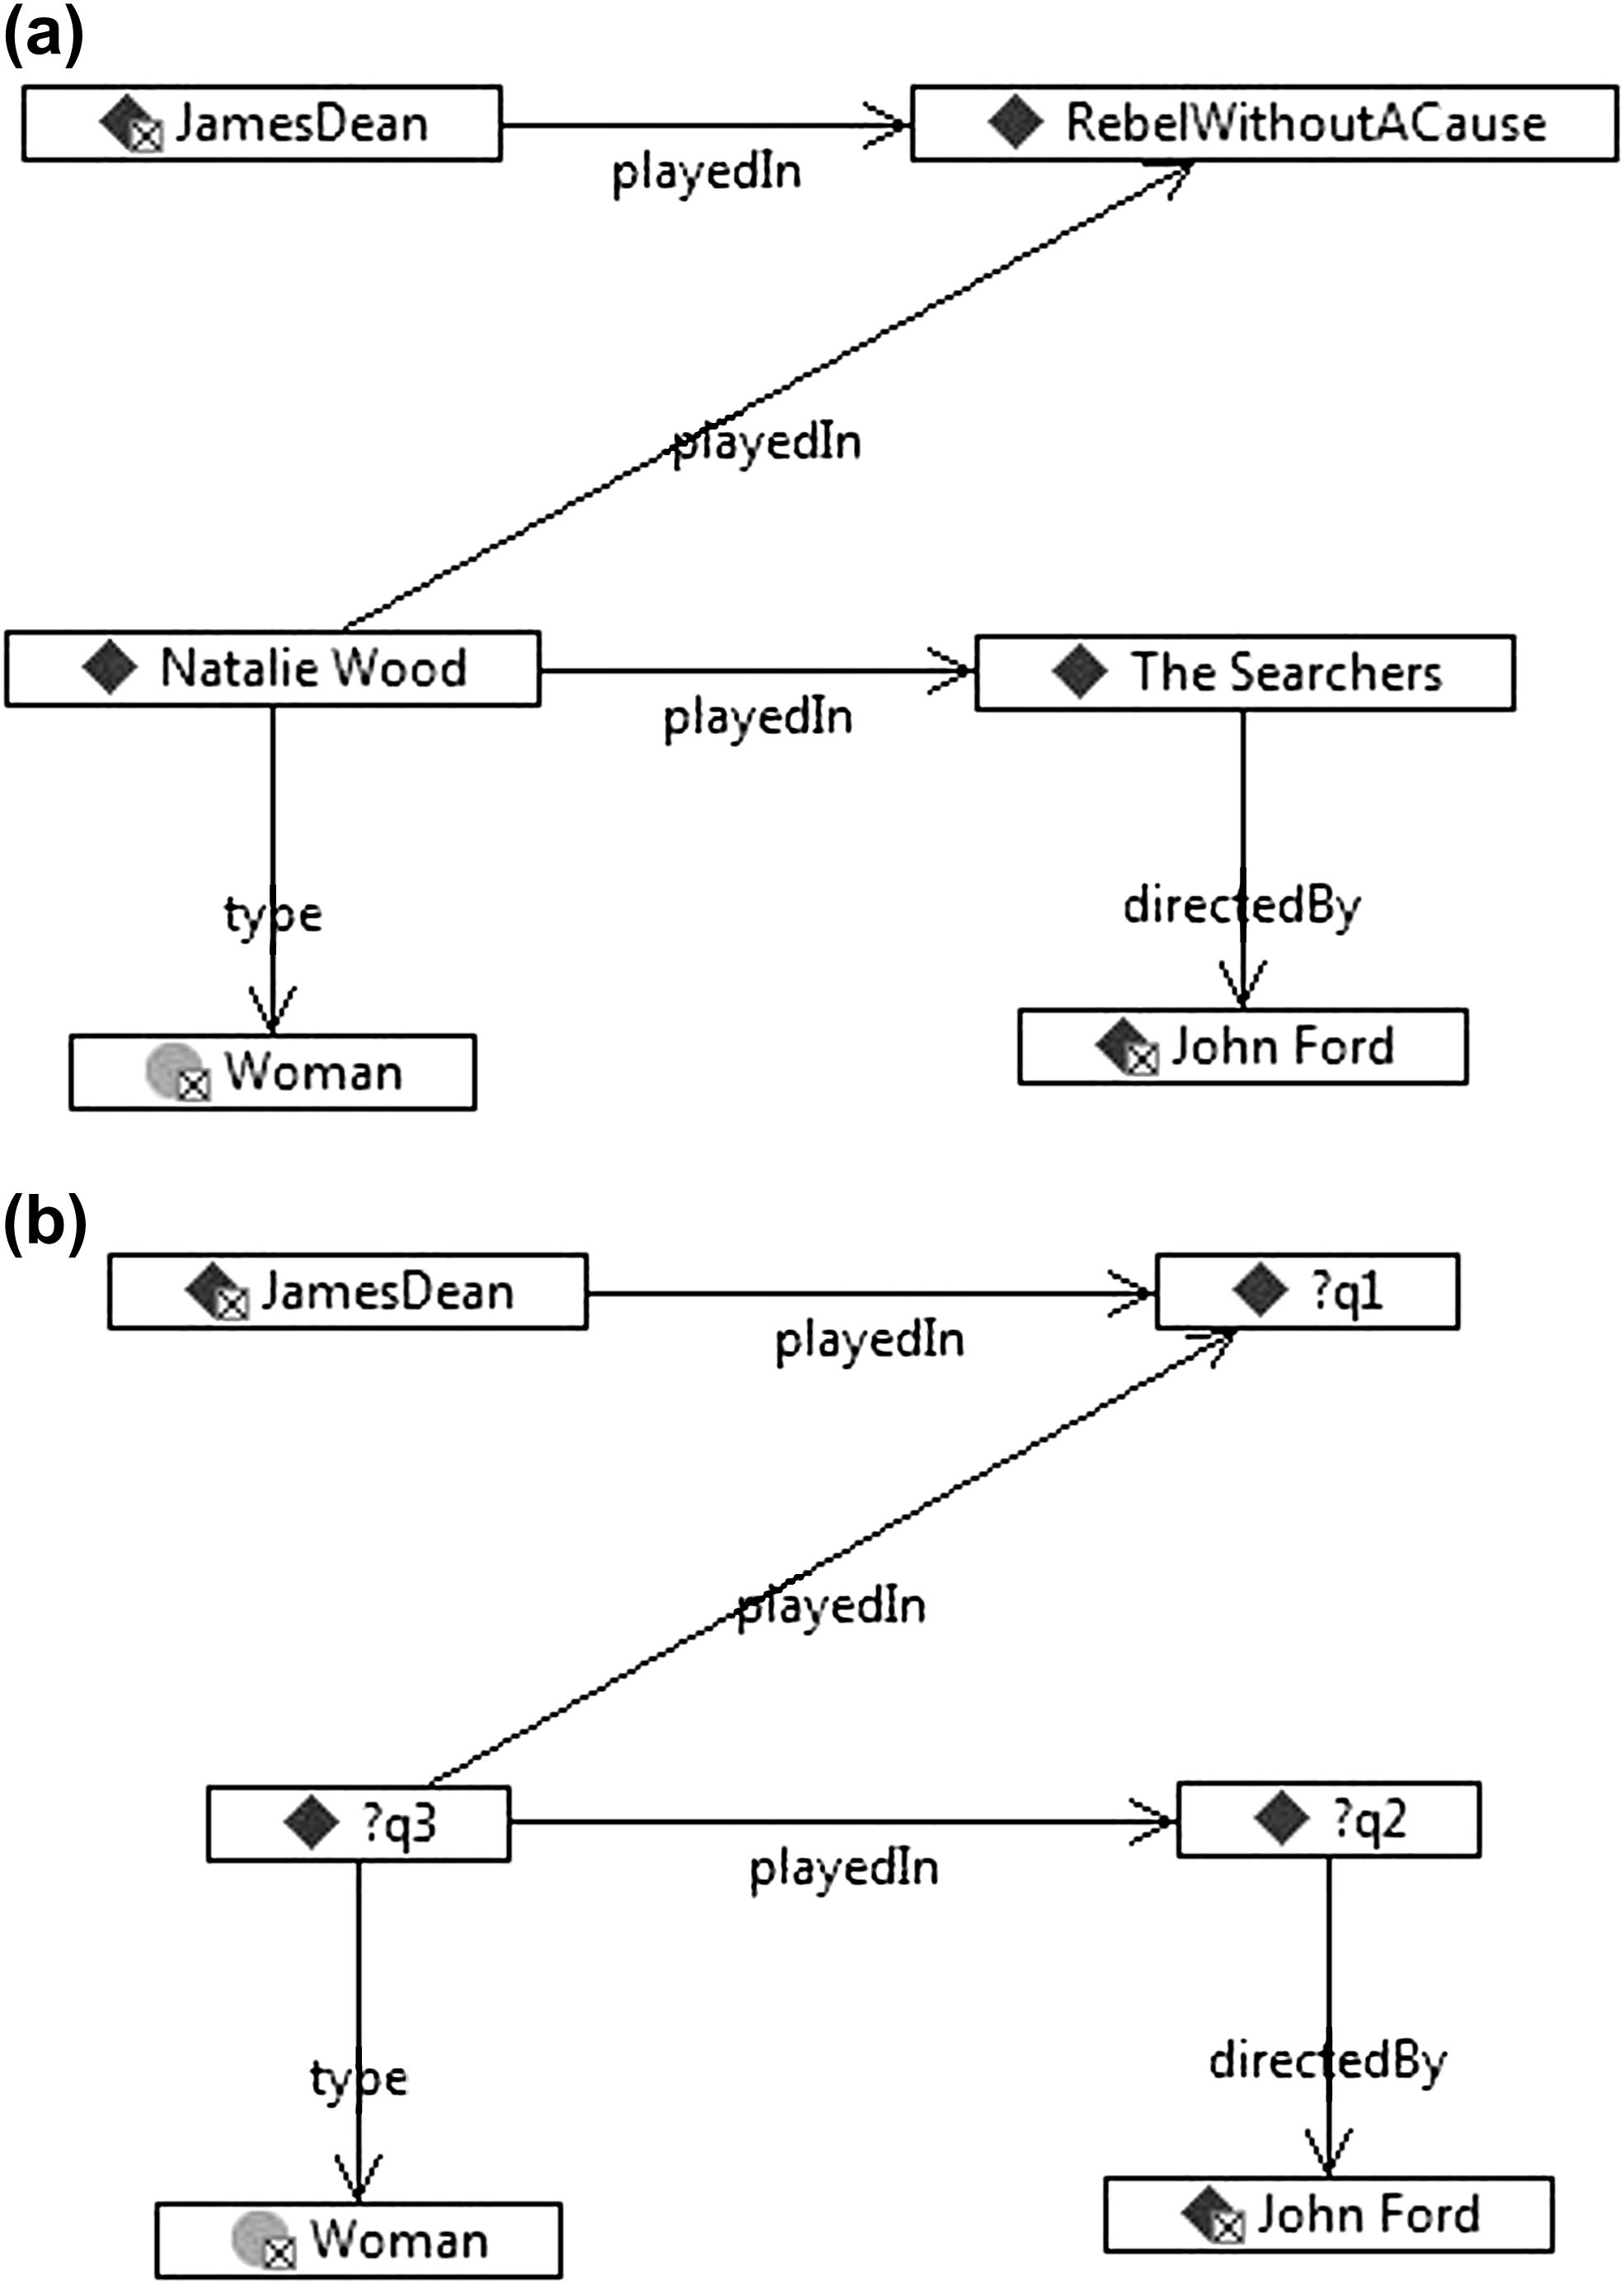 (a)
JamesDean
playedIn
RebelWithoutACause
playedIn
Natalie Wood
playedIn
The Searchers
type
directedBy
Woman
John Ford
(b)
JamesDean
playedIn
?q1
playedIn
?q3
playedIn
?q2
type
directedBy
Woman
John Ford